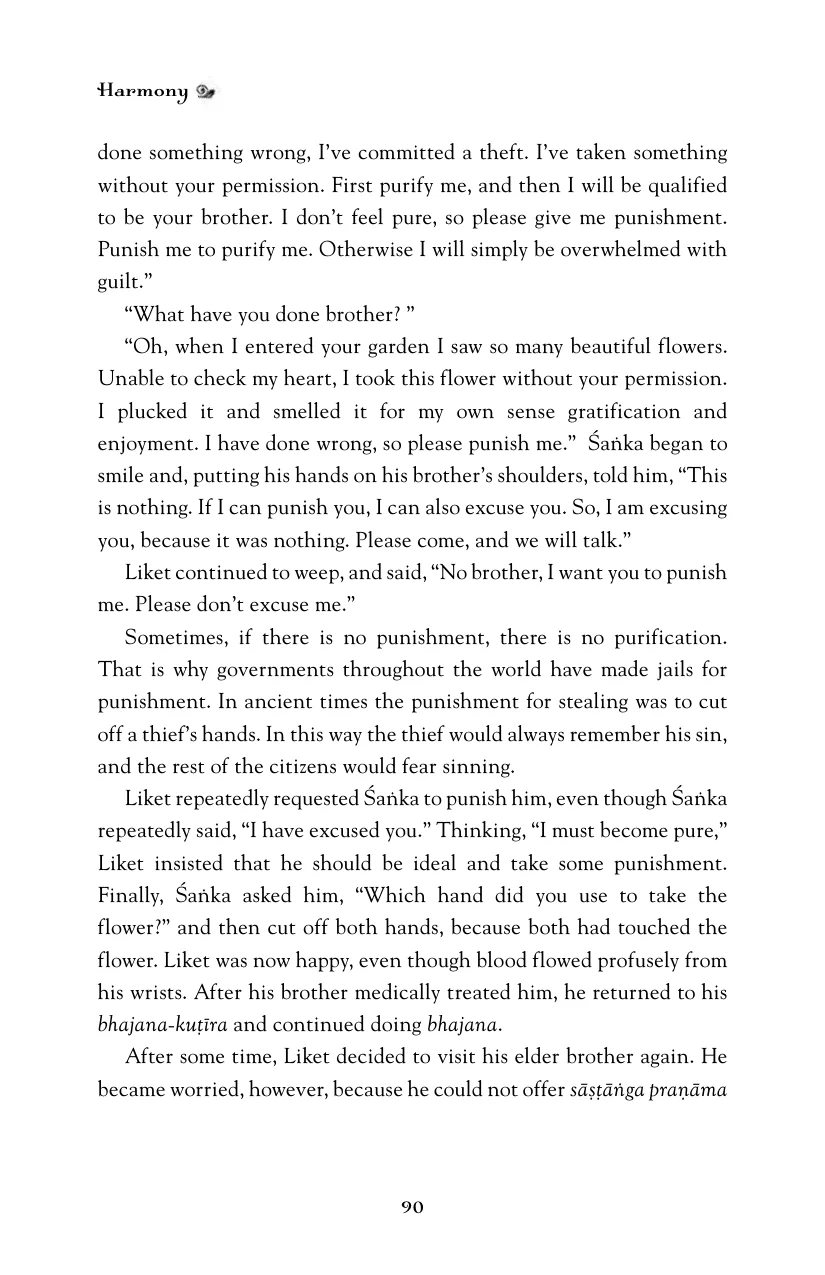 Harmony
done something wrong, I’ve committed a theft. I’ve taken something
without your permission. First purify me, and then I will be qualified
to be your brother. I don’t feel pure, so please give me punishment.
Punish me to purify me. Otherwise I will simply be overwhelmed with
guilt.”
“What have you done brother? ”
“Oh, when I entered your garden I saw so many beautiful flowers.
Unable to check my heart, I took this flower without your permission.
I plucked it and smelled it for my own sense gratification and
enjoyment. I have done wrong, so please punish me.”  Śaṅka began to
smile and, putting his hands on his brother’s shoulders, told him, “This
is nothing. If I can punish you, I can also excuse you. So, I am excusing
you, because it was nothing. Please come, and we will talk.”
Liket continued to weep, and said, “No brother, I want you to punish
me. Please don’t excuse me.”
Sometimes, if there is no punishment, there is no purification.
That is why governments throughout the world have made jails for
punishment. In ancient times the punishment for stealing was to cut
off a thief’s hands. In this way the thief would always remember his sin,
and the rest of the citizens would fear sinning.
Liket repeatedly requested Śaṅka to punish him, even though Śaṅka
repeatedly said, “I have excused you.” Thinking, “I must become pure,”
Liket insisted that he should be ideal and take some punishment.
Finally, Śaṅka asked him, “Which hand did you use to take the
flower?” and then cut off both hands, because both had touched the
flower. Liket was now happy, even though blood flowed profusely from
his wrists. After his brother medically treated him, he returned to his
bhajana-kuṭīra and continued doing bhajana.
After some time, Liket decided to visit his elder brother again. He
became worried, however, because he could not offer sāṣṭāṅga praṇāma
90